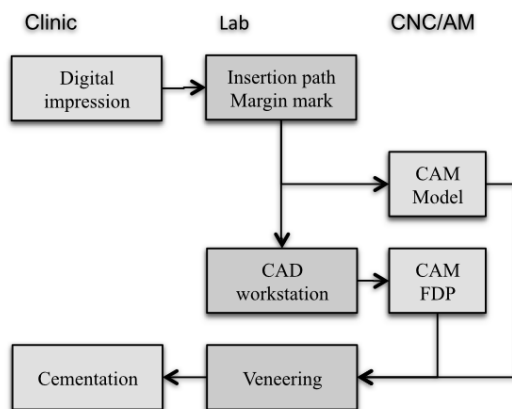 Clinic
Lab
CNC/AM
Digital
impression
Insertion path
Margin mark
CAM
Model
CAD
workstation
CAM
FDP
Cementation
Veneering